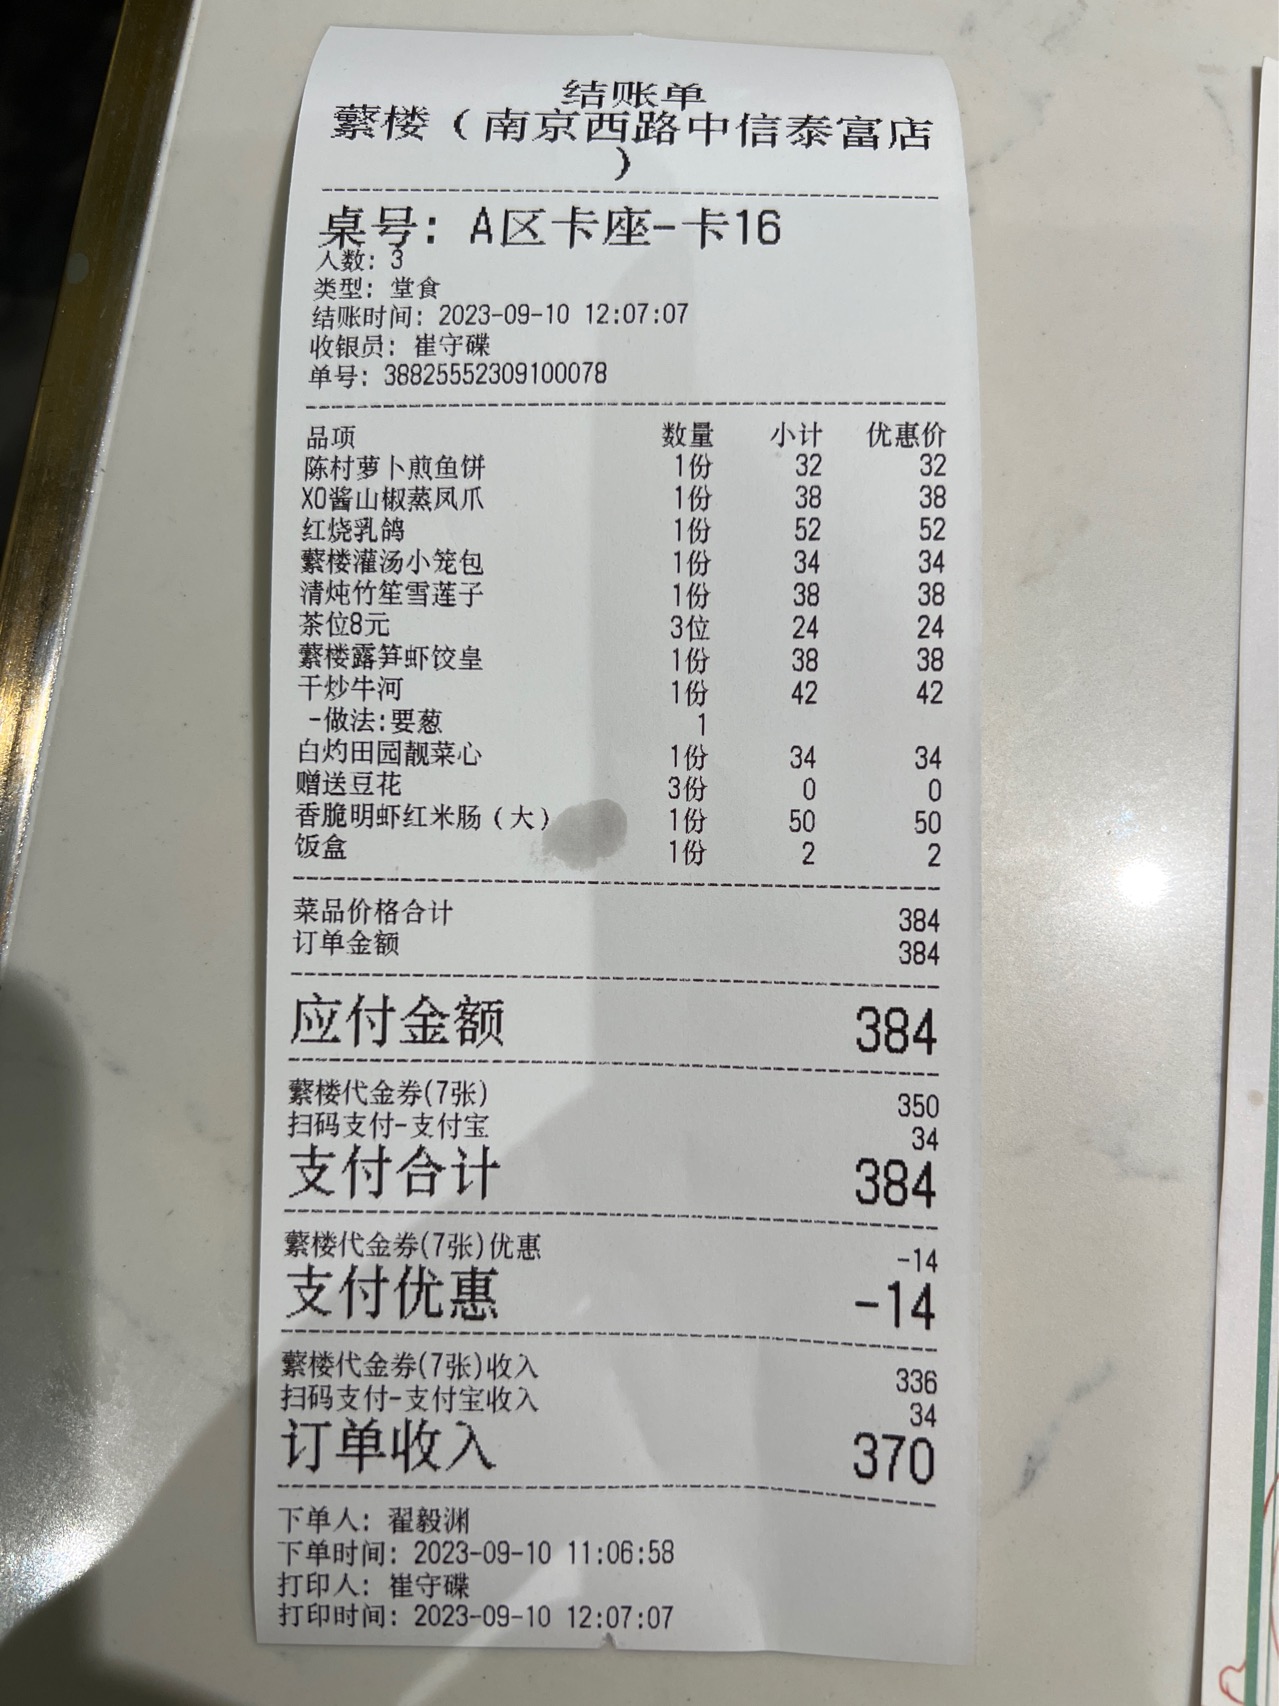 结账单
蘩楼（南京西路中信泰富店
）
桌号：A区卡座-卡16
人数：3
类型：堂食
结账时间：2023-09-10 12:07:07
收银员：崔守碟
单号：38825552309100078
品项 数量 小计 优惠价
陈村萝卜煎鱼饼 1份 32 32
XO酱山椒蒸凤爪 1份 38 38
红烧乳鸽 1份 52 52
蘩楼灌汤小笼包 1份 34 34
清炖竹笙雪莲子 1份 38 38
茶位8元 3位 24 24
蘩楼露笋虾饺皇 1份 38 38
干炒牛河 1份 42 42
-做法:要葱 1
白灼田园靓菜心 1份 34 34
赠送豆花 3份 0 0
香脆明虾红米肠（大） 1份 50 50
饭盒 1份 2 2
菜品价格合计 384
订单金额 384
应付金额 384
蘩楼代金券(7张) 350
扫码支付-支付宝 34
支付合计 384
蘩楼代金券(7张)优惠 -14
支付优惠 -14
蘩楼代金券(7张)收入 336
扫码支付-支付宝收入 34
订单收入 370
下单人：翟毅渊
下单时间：2023-09-10 11:06:58
打印人：崔守碟
打印时间：2023-09-10 12:07:07